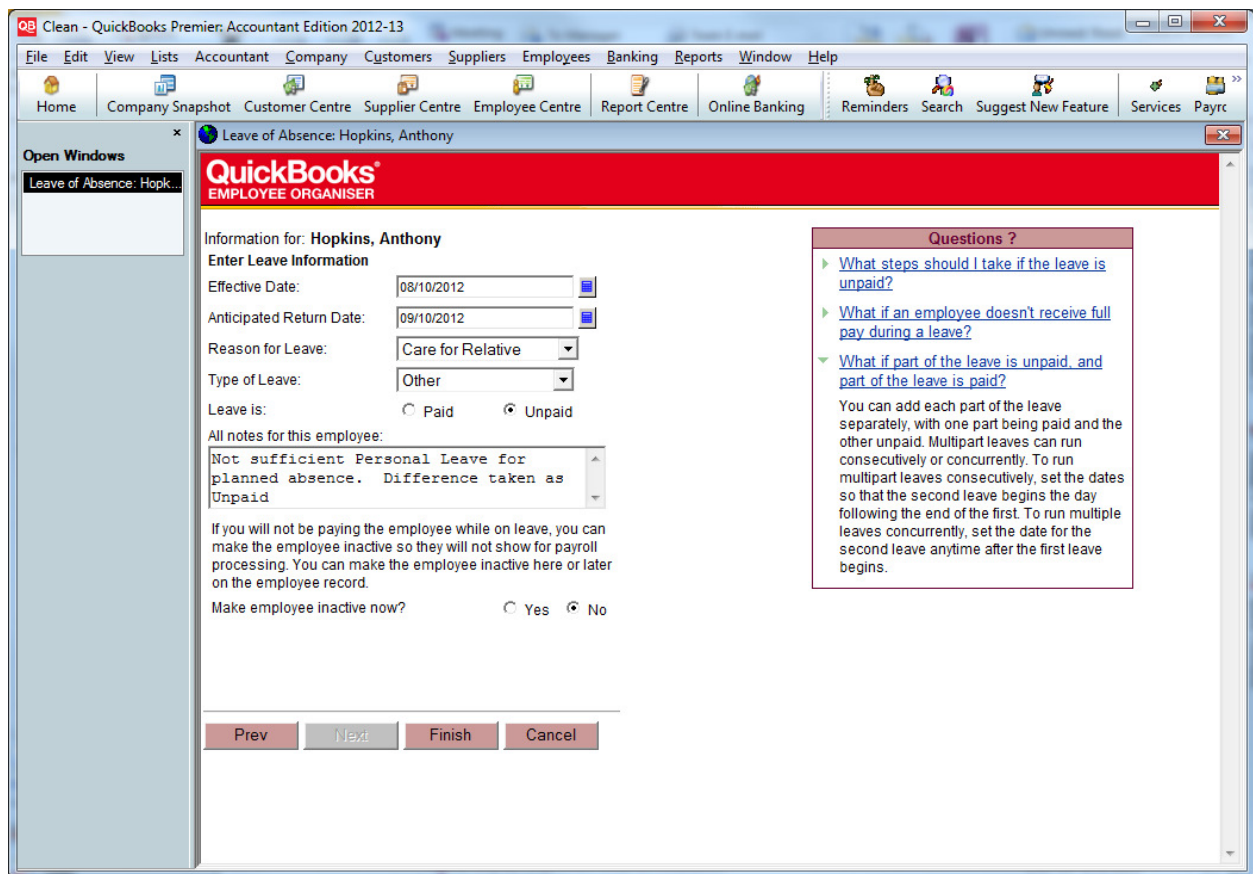 QB Clean - QuickBooks Premier: Accountant Edition 2012-13
File Edit View Lists Accountant Company Customers Suppliers Employees Banking Reports Window Help
Home Company Snapshot Customer Centre Supplier Centre Employee Centre Report Centre Online Banking Reminders Search Suggest New Feature Services Payrc
Open Windows
Leave of Absence: Hopk...
Leave of Absence: Hopkins, Anthony
QuickBooks
EMPLOYEE ORGANISER
Information for: Hopkins, Anthony
Enter Leave Information
Effective Date: 08/10/2012
Anticipated Return Date: 09/10/2012
Reason for Leave: Care for Relative
Type of Leave: Other
Leave is: Paid Unpaid
All notes for this employee:
Not sufficient Personal Leave for
planned absence. Difference taken as
Unpaid
If you will not be paying the employee while on leave, you can
make the employee inactive so they will not show for payroll
processing. You can make the employee inactive here or later
on the employee record.
Make employee inactive now? Yes No
Prev Next Finish Cancel
Questions ?
What steps should I take if the leave is
unpaid?
What if an employee doesn't receive full
pay during a leave?
What if part of the leave is unpaid, and
part of the leave is paid?
You can add each part of the leave
separately, with one part being paid and the
other unpaid. Multipart leaves can run
consecutively or concurrently. To run
multipart leaves consecutively, set the dates
so that the second leave begins the day
following the end of the first. To run multiple
leaves concurrently, set the date for the
second leave anytime after the first leave
begins.